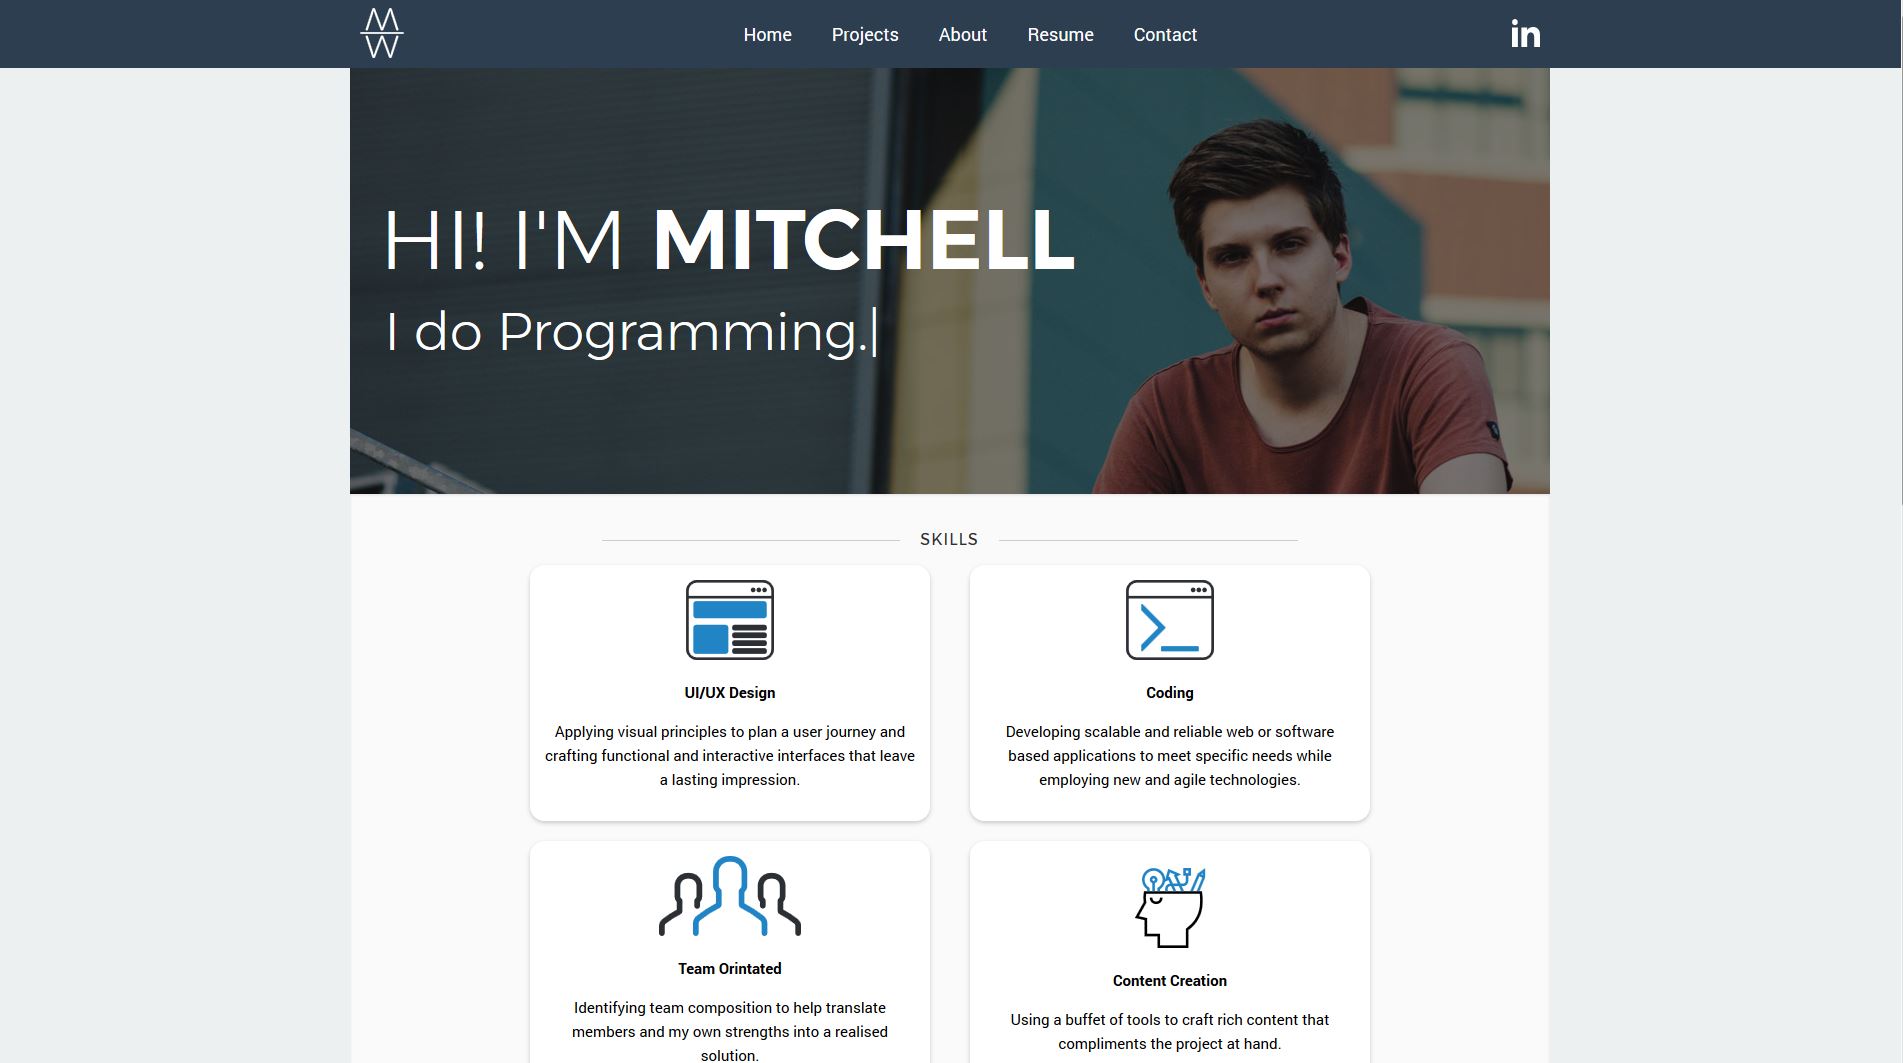 MW
Home Projects About Resume Contact in
HI! I'M MITCHELL
I do Programming.|
SKILLS
UI/UX Design
Applying visual principles to plan a user journey and
crafting functional and interactive interfaces that leave
a lasting impression.
Coding
Developing scalable and reliable web or software
based applications to meet specific needs while
employing new and agile technologies.
Team Orintated
Identifying team composition to help translate
members and my own strengths into a realised
solution.
Content Creation
Using a buffet of tools to craft rich content that
compliments the project at hand.